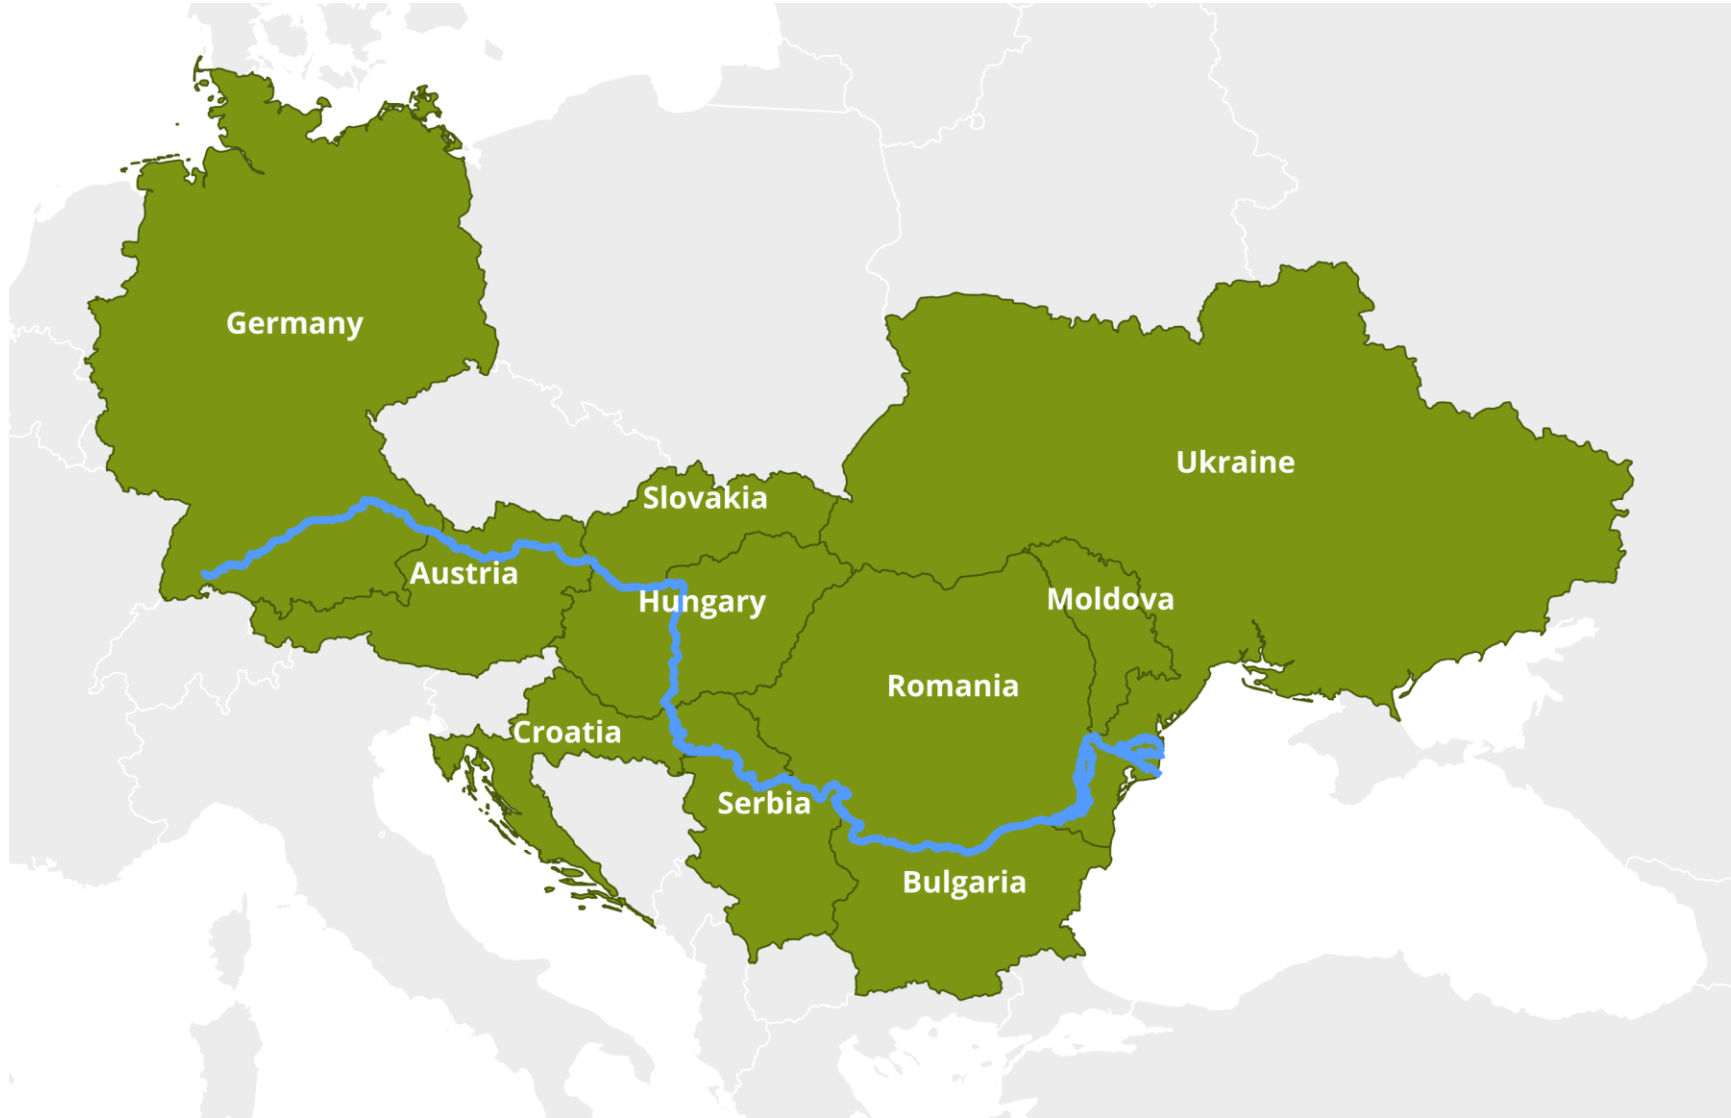 Germany
Ukraine
Slovakia
Austria
Hungary
Moldova
Romania
Croatia
Serbia
Bulgaria